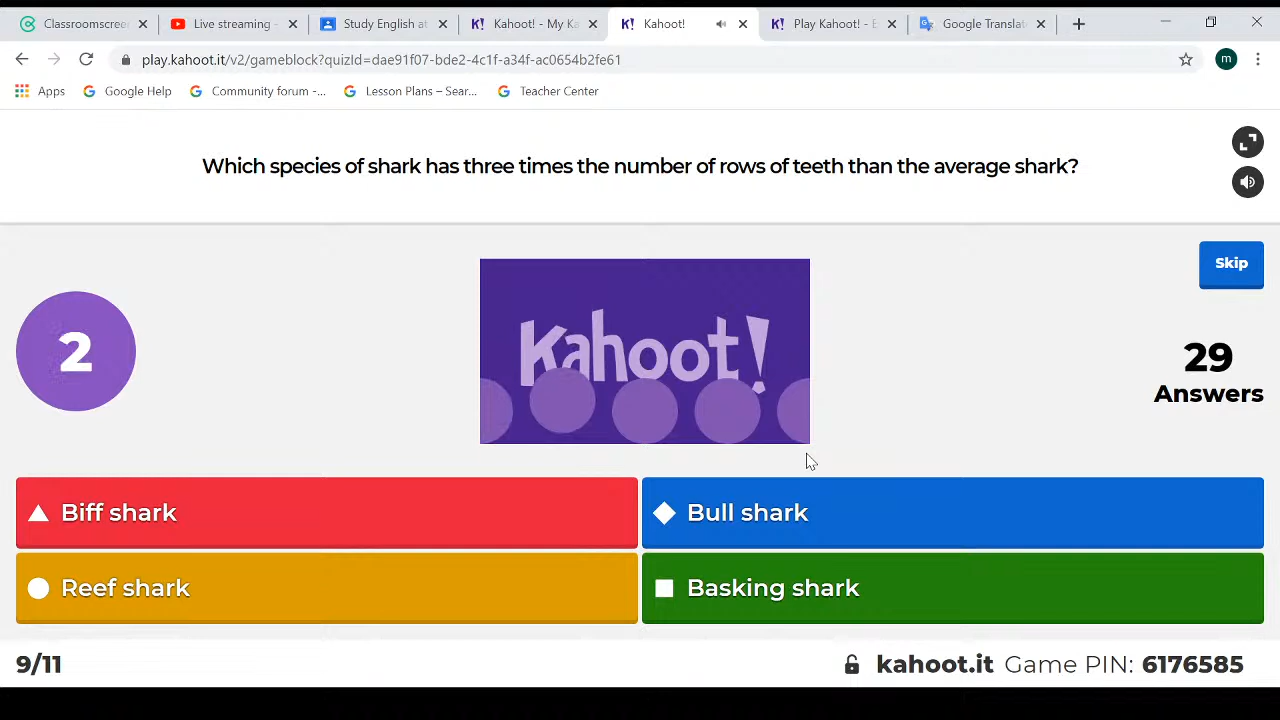 Classroomscree
Live streaming -
Study English at
K! Kahoot! - My Ka
K! Kahoot!
K! Play Kahoot! - E
Google Translat
play.kahoot.it/v2/gameblock?quizId=dae91f07-bde2-4c1f-a34f-ac0654b2fe61
m
Apps
G Google Help
G Community forum -...
G Lesson Plans – Sear...
G Teacher Center
Which species of shark has three times the number of rows of teeth than the average shark?
Skip
2
Kahoot!
29
Answers
Biff shark
Bull shark
Reef shark
Basking shark
9/11
kahoot.it Game PIN: 6176585